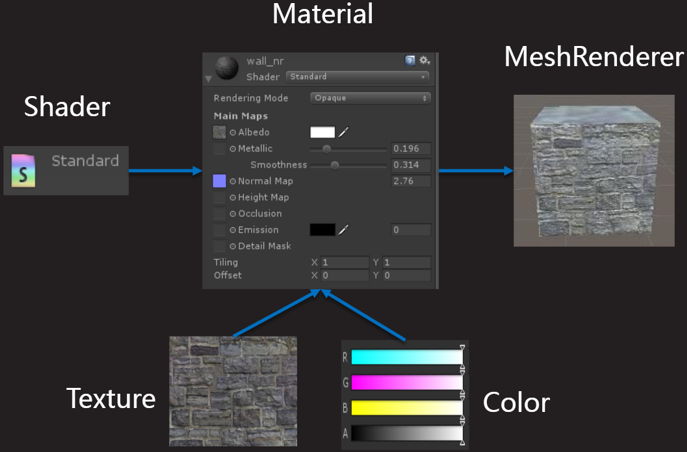 Material
MeshRenderer
Shader
Standard
wall_nr
Shader Standard
Rendering Mode Opaque
Main Maps
Albedo
Metallic 0.196
Smoothness 0.314
Normal Map 2.76
Height Map
Occlusion
Emission 0
Detail Mask
Tiling X 1 Y 1
Offset X 0 Y 0
Texture
R
G
B
A
Color